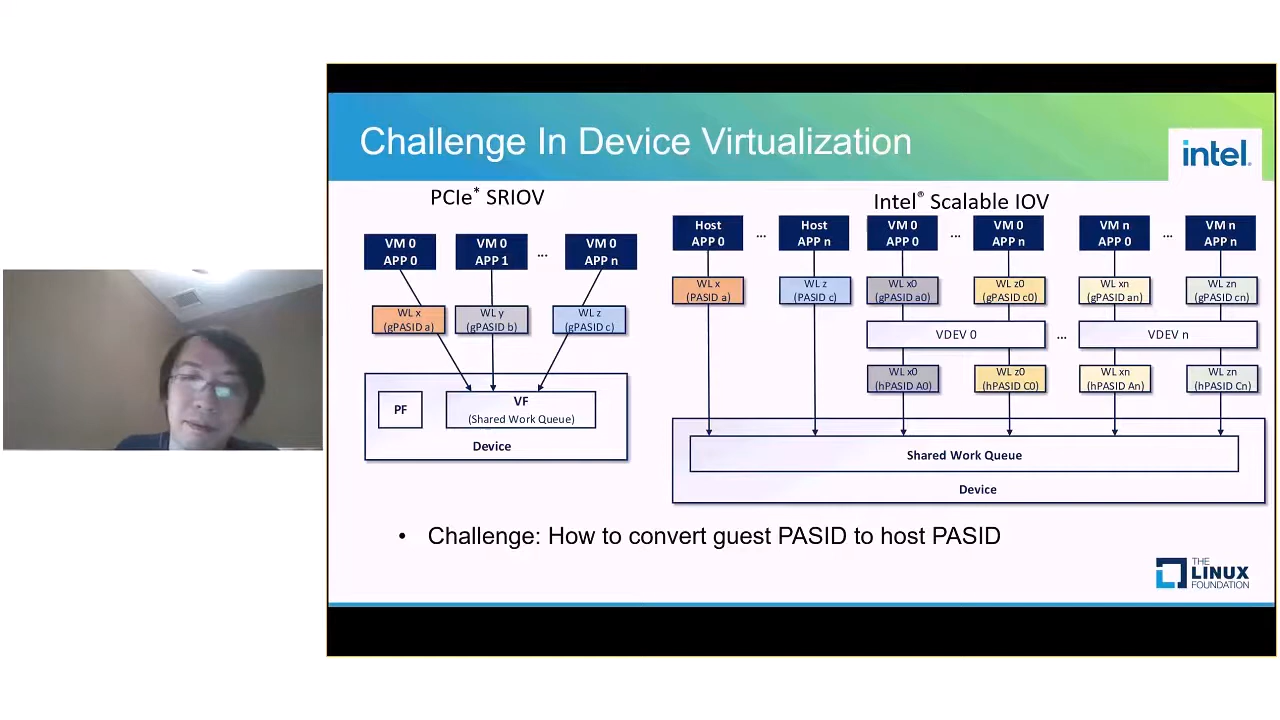 Challenge In Device Virtualization
intel.
PCIe* SRIOV
VM 0
APP 0
VM 0
APP 1
...
VM 0
APP n
WL x
(gPASID a)
WL y
(gPASID b)
WL z
(gPASID c)
PF
VF
(Shared Work Queue)
Device
Intel® Scalable IOV
Host
APP 0
...
Host
APP n
VM 0
APP 0
...
VM 0
APP n
VM n
APP 0
...
VM n
APP n
WL x
(PASID a)
WL z
(PASID c)
WL x0
(gPASID a0)
WL z0
(gPASID c0)
WL xn
(gPASID an)
WL zn
(gPASID cn)
VDEV 0
...
VDEV n
WL x0
(hPASID A0)
WL z0
(hPASID C0)
WL xn
(hPASID An)
WL zn
(hPASID Cn)
Shared Work Queue
Device
• Challenge: How to convert guest PASID to host PASID
THE
LINUX
FOUNDATION